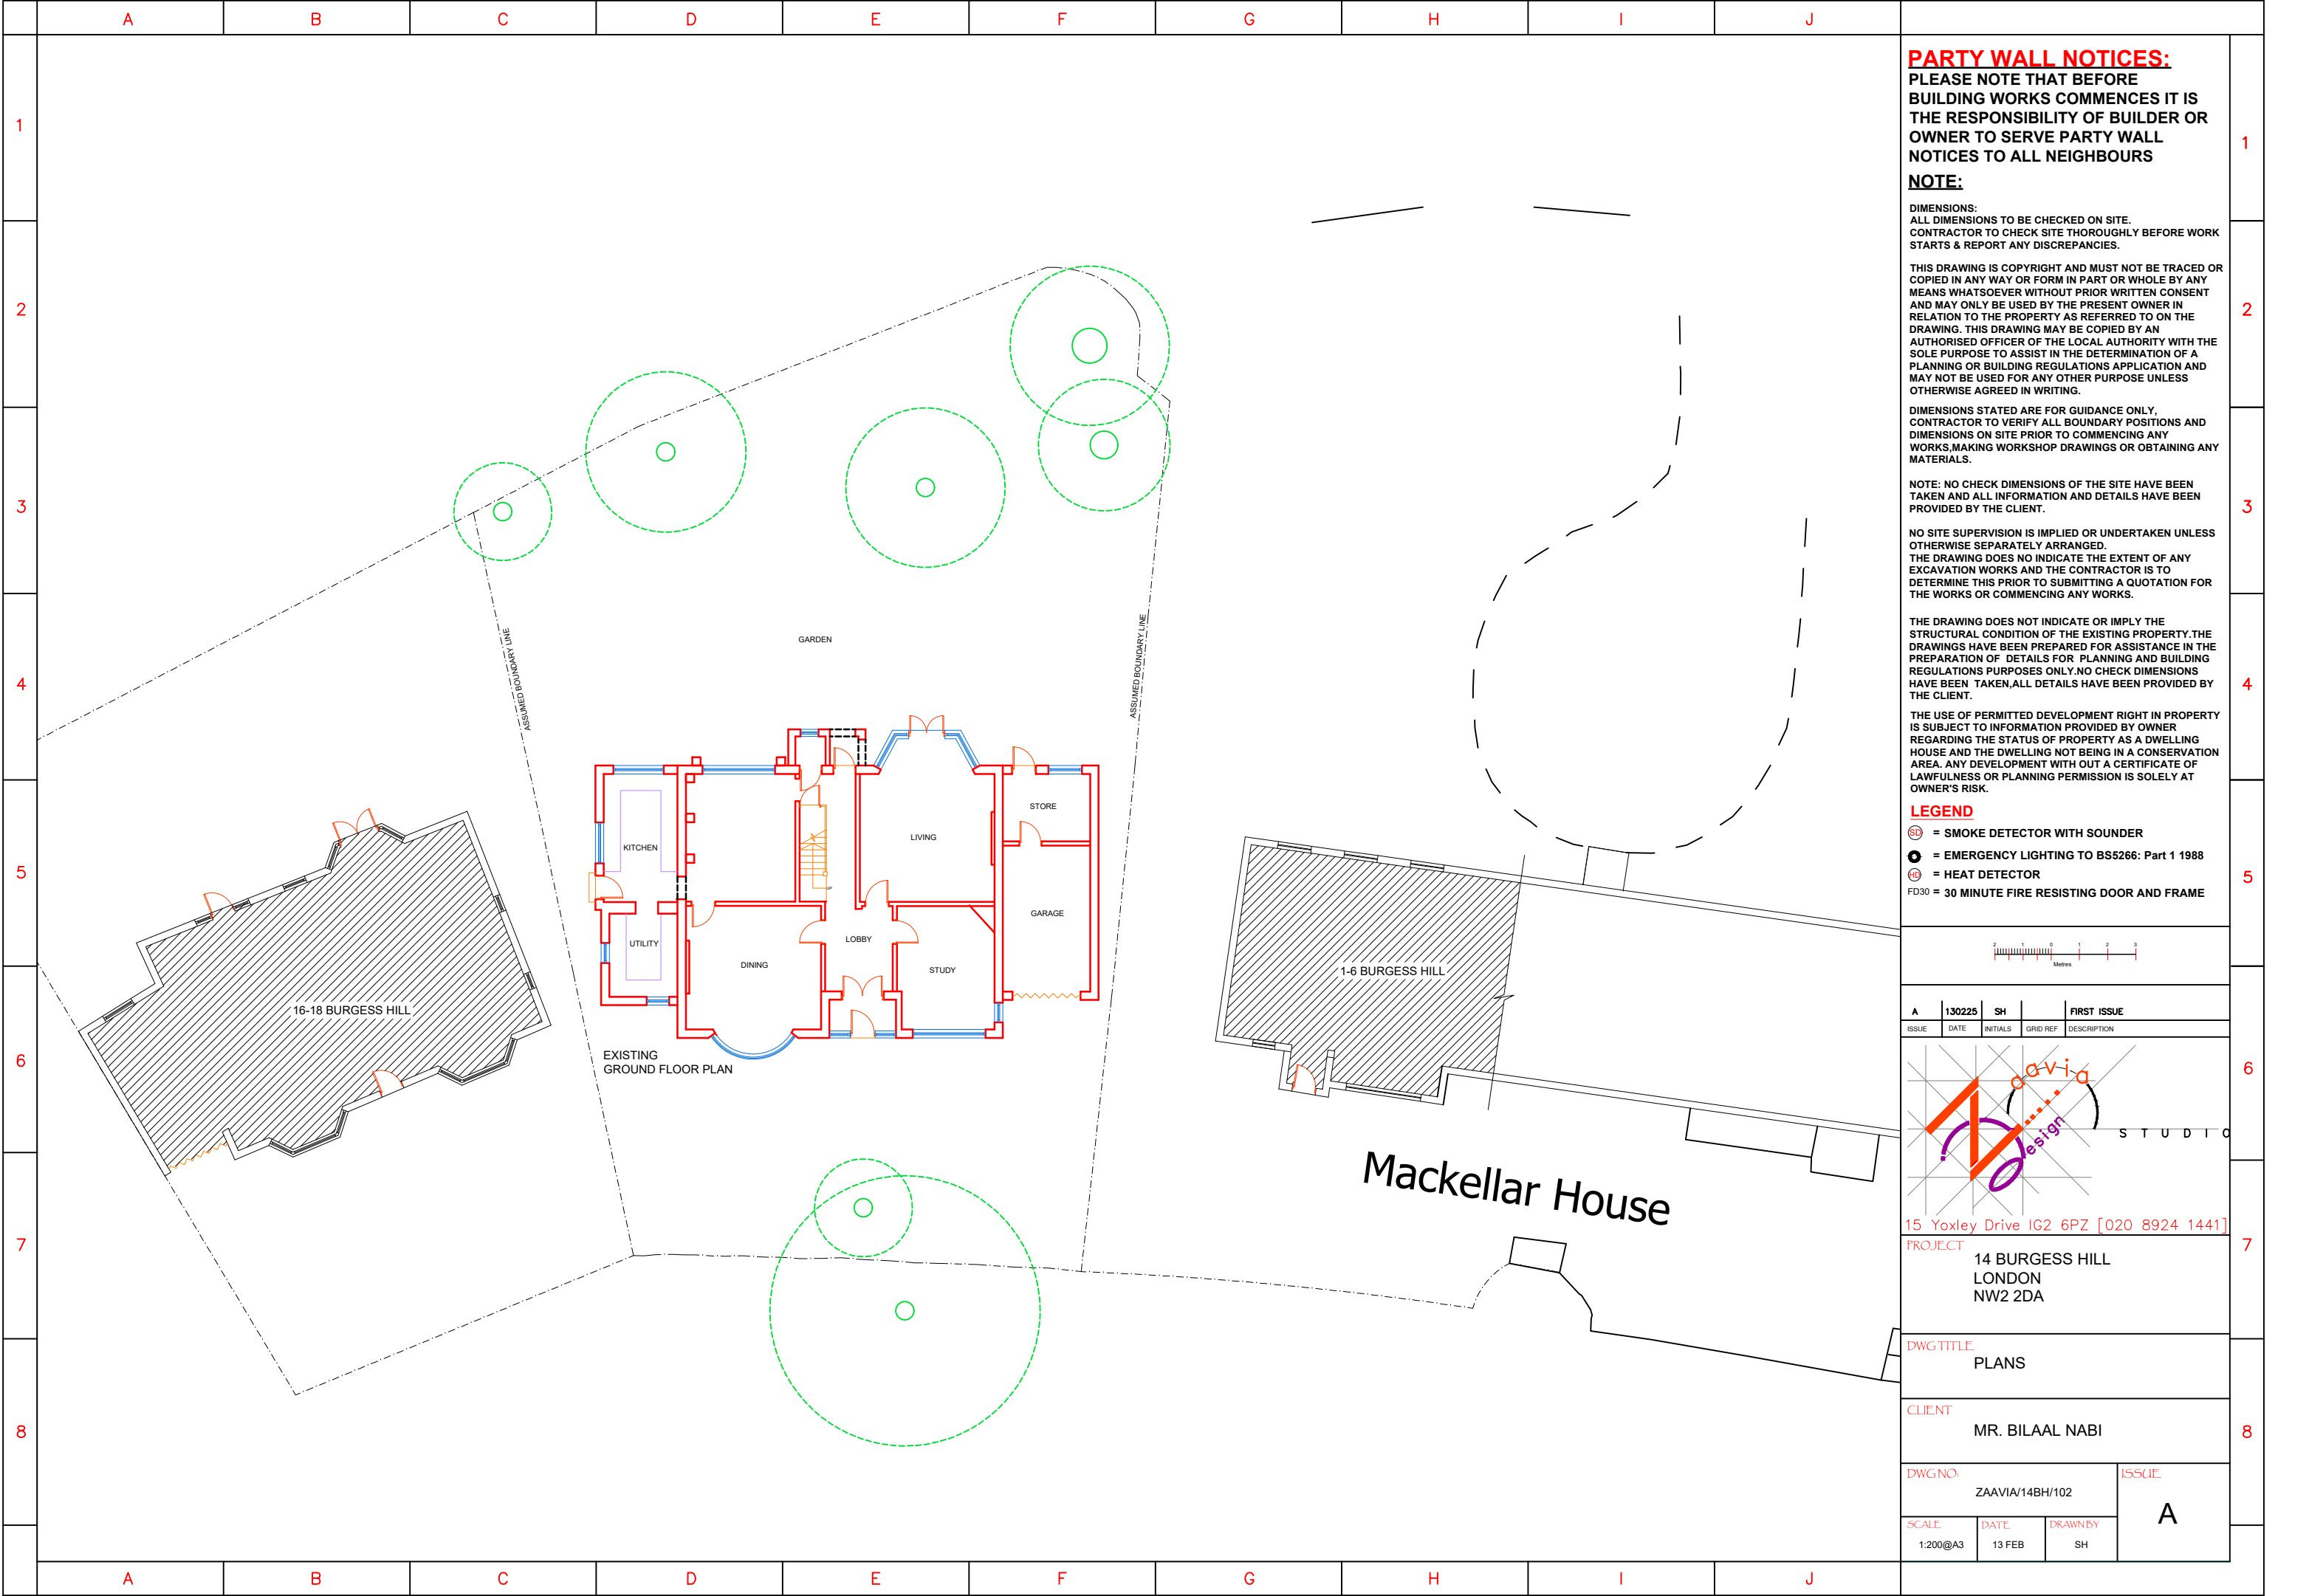 A B C D E F G H I J
1
2
3
4
5
6
7
8
GARDEN
ASSUMED BOUNDARY LINE
ASSUMED BOUNDARY LINE
STORE
LIVING
KITCHEN
UP
GARAGE
LOBBY
UTILITY
DINING
STUDY
EXISTING
GROUND FLOOR PLAN
16-18 BURGESS HILL
1-6 BURGESS HILL
Mackellar House
A B C D E F G H I J
PARTY WALL NOTICES:
PLEASE NOTE THAT BEFORE
BUILDING WORKS COMMENCES IT IS
THE RESPONSIBILITY OF BUILDER OR
OWNER TO SERVE PARTY WALL
NOTICES TO ALL NEIGHBOURS
NOTE:
DIMENSIONS:
ALL DIMENSIONS TO BE CHECKED ON SITE.
CONTRACTOR TO CHECK SITE THOROUGHLY BEFORE WORK
STARTS & REPORT ANY DISCREPANCIES.
THIS DRAWING IS COPYRIGHT AND MUST NOT BE TRACED OR
COPIED IN ANY WAY OR FORM IN PART OR WHOLE BY ANY
MEANS WHATSOEVER WITHOUT PRIOR WRITTEN CONSENT
AND MAY ONLY BE USED BY THE PRESENT OWNER IN
RELATION TO THE PROPERTY AS REFERRED TO ON THE
DRAWING. THIS DRAWING MAY BE COPIED BY AN
AUTHORISED OFFICER OF THE LOCAL AUTHORITY WITH THE
SOLE PURPOSE TO ASSIST IN THE DETERMINATION OF A
PLANNING OR BUILDING REGULATIONS APPLICATION AND
MAY NOT BE USED FOR ANY OTHER PURPOSE UNLESS
OTHERWISE AGREED IN WRITING.
DIMENSIONS STATED ARE FOR GUIDANCE ONLY,
CONTRACTOR TO VERIFY ALL BOUNDARY POSITIONS AND
DIMENSIONS ON SITE PRIOR TO COMMENCING ANY
WORKS,MAKING WORKSHOP DRAWINGS OR OBTAINING ANY
MATERIALS.
NOTE: NO CHECK DIMENSIONS OF THE SITE HAVE BEEN
TAKEN AND ALL INFORMATION AND DETAILS HAVE BEEN
PROVIDED BY THE CLIENT.
NO SITE SUPERVISION IS IMPLIED OR UNDERTAKEN UNLESS
OTHERWISE SEPARATELY ARRANGED.
THE DRAWING DOES NO INDICATE THE EXTENT OF ANY
EXCAVATION WORKS AND THE CONTRACTOR IS TO
DETERMINE THIS PRIOR TO SUBMITTING A QUOTATION FOR
THE WORKS OR COMMENCING ANY WORKS.
THE DRAWING DOES NOT INDICATE OR IMPLY THE
STRUCTURAL CONDITION OF THE EXISTING PROPERTY.THE
DRAWINGS HAVE BEEN PREPARED FOR ASSISTANCE IN THE
PREPARATION OF DETAILS FOR PLANNING AND BUILDING
REGULATIONS PURPOSES ONLY.NO CHECK DIMENSIONS
HAVE BEEN TAKEN,ALL DETAILS HAVE BEEN PROVIDED BY
THE CLIENT.
THE USE OF PERMITTED DEVELOPMENT RIGHT IN PROPERTY
IS SUBJECT TO INFORMATION PROVIDED BY OWNER
REGARDING THE STATUS OF PROPERTY AS A DWELLING
HOUSE AND THE DWELLING NOT BEING IN A CONSERVATION
AREA. ANY DEVELOPMENT WITH OUT A CERTIFICATE OF
LAWFULNESS OR PLANNING PERMISSION IS SOLELY AT
OWNER'S RISK.
LEGEND
SD = SMOKE DETECTOR WITH SOUNDER
= EMERGENCY LIGHTING TO BS5266: Part 1 1988
HD = HEAT DETECTOR
FD30 = 30 MINUTE FIRE RESISTING DOOR AND FRAME
2 1 0 1 2 3
Metres
A 130225 SH FIRST ISSUE
ISSUE DATE INITIALS GRID REF DESCRIPTION
Zaavia
Design
STUDIO
15 Yoxley Drive IG2 6PZ [020 8924 1441]
PROJECT
14 BURGESS HILL
LONDON
NW2 2DA
DWG TITLE
PLANS
CLIENT
MR. BILAAL NABI
DWG NO:
ZAAVIA/14BH/102
ISSUE
A
SCALE DATE DRAWN BY
1:200@A3 13 FEB SH
1
2
3
4
5
6
7
8